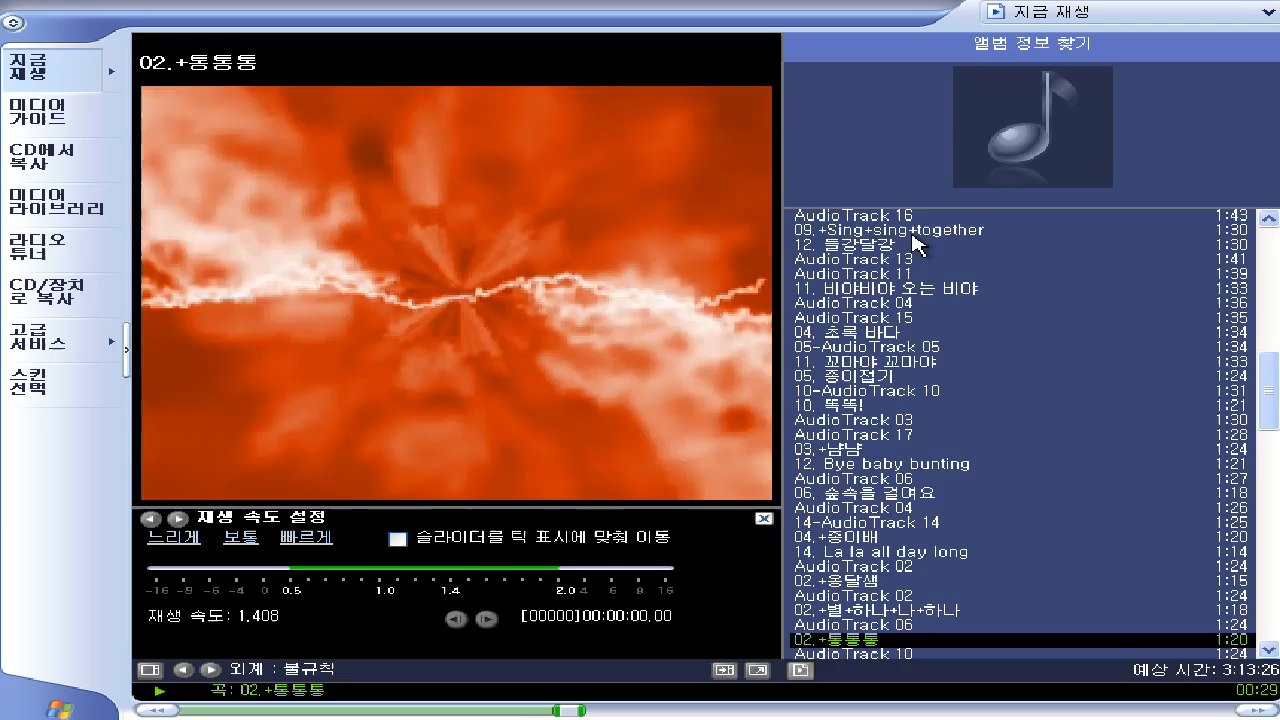 지금 재생
지금
재생
미디어
가이드
CD에서
복사
미디어
라이브러리
라디오
튜너
CD/장치
로 복사
고급
서비스
스킨
선택
02.+통통통
앨범 정보 찾기
AudioTrack 16 1:43
09.+Sing+sing+together 1:30
12. 들강달강 1:30
AudioTrack 13 1:41
AudioTrack 11 1:39
11. 비야비야 오는 비야 1:33
AudioTrack 04 1:36
AudioTrack 15 1:35
04. 초록 바다 1:34
05-AudioTrack 05 1:34
11. 꼬마야 꼬마야 1:33
05. 종이접기 1:24
10-AudioTrack 10 1:31
10. 똑똑! 1:21
AudioTrack 03 1:30
AudioTrack 17 1:28
03.+냠냠 1:24
12. Bye baby bunting 1:21
AudioTrack 06 1:27
06. 숲속을 걸어요 1:18
AudioTrack 04 1:26
14-AudioTrack 14 1:25
04.+종이배 1:20
14. La la all day long 1:14
AudioTrack 02 1:24
02.+옹달샘 1:15
AudioTrack 02 1:24
02.+별+하나+나+하나 1:18
AudioTrack 06 1:24
02.+통통통 1:20
AudioTrack 10 1:24
재생 속도 설정
느리게 보통 빠르게 슬라이더를 틱 표시에 맞춰 이동
-16 -8 -6 -4 0 0.5 1.0 1.4 2.0 4 6 8 16
재생 속도: 1.408 [00000]00:00:00.00
외계 : 불규칙 예상 시간: 3:13:26
곡: 02.+통통통 00:29